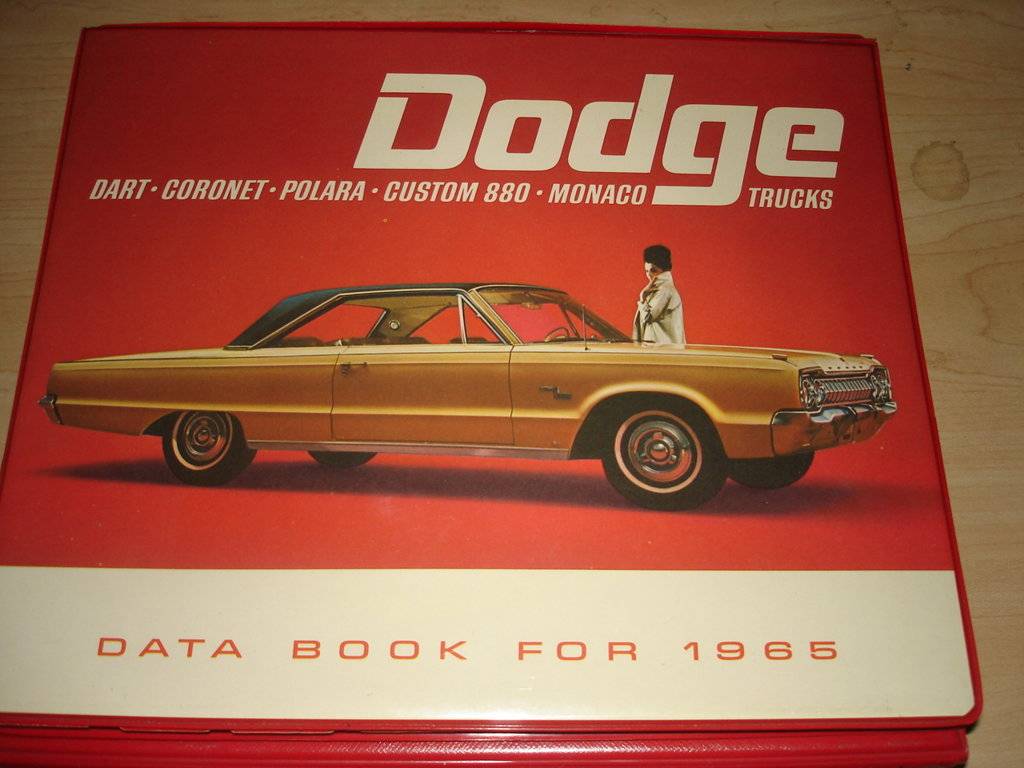 Dodge
DART · CORONET · POLARA · CUSTOM 880 · MONACO TRUCKS
DATA BOOK FOR 1965